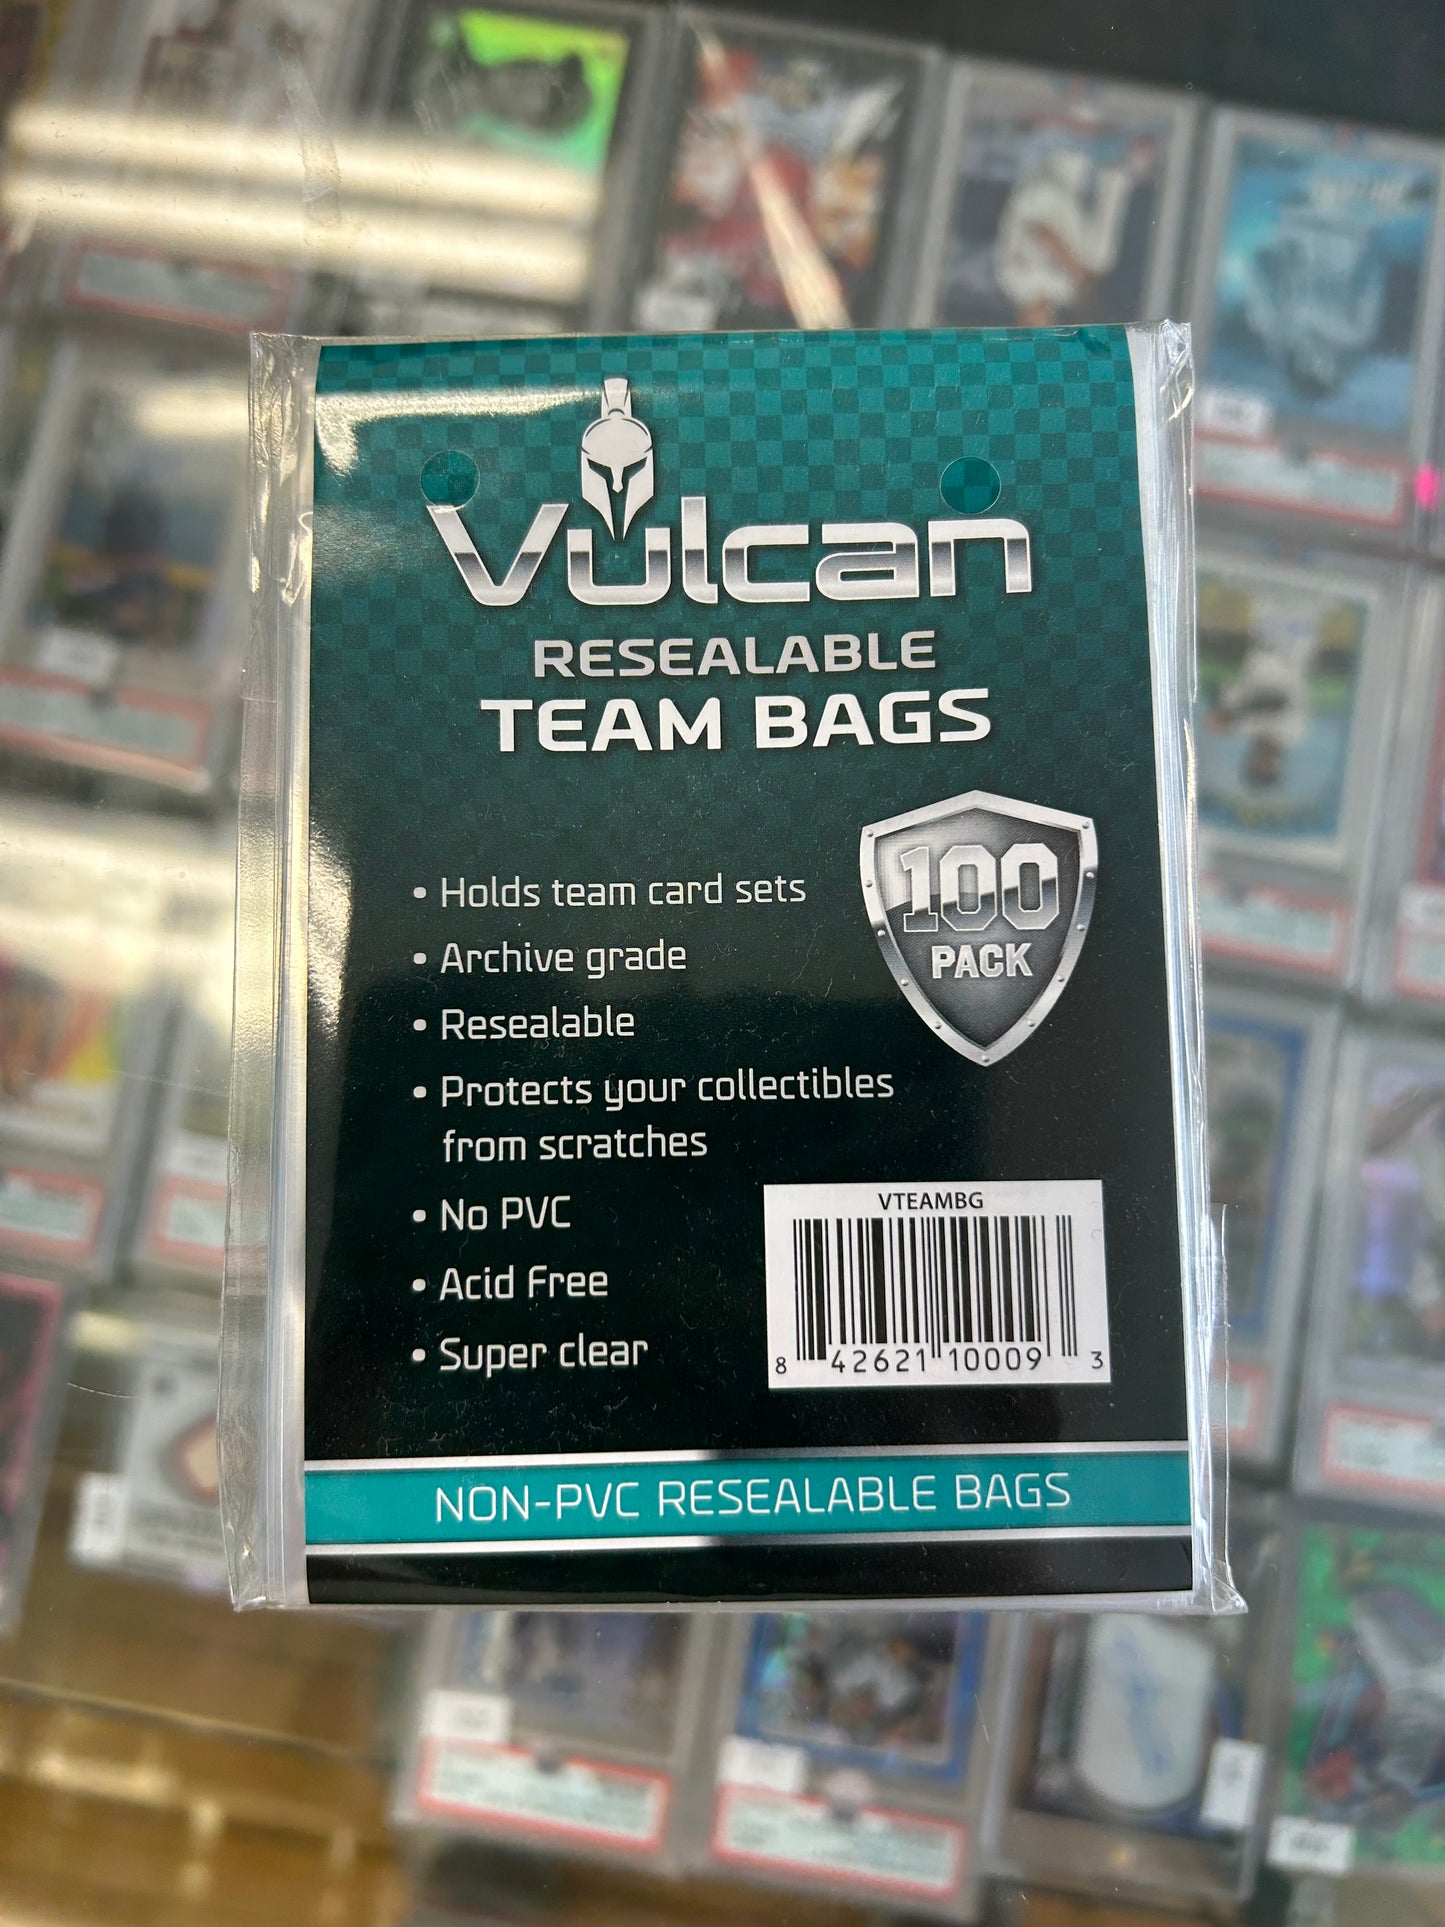 Vulcan
RESEALABLE
TEAM BAGS
100
PACK
• Holds team card sets
• Archive grade
• Resealable
• Protects your collectibles
from scratches
• No PVC
• Acid Free
• Super clear
VTEAMBG
8 42621 10009 3
NON-PVC RESEALABLE BAGS